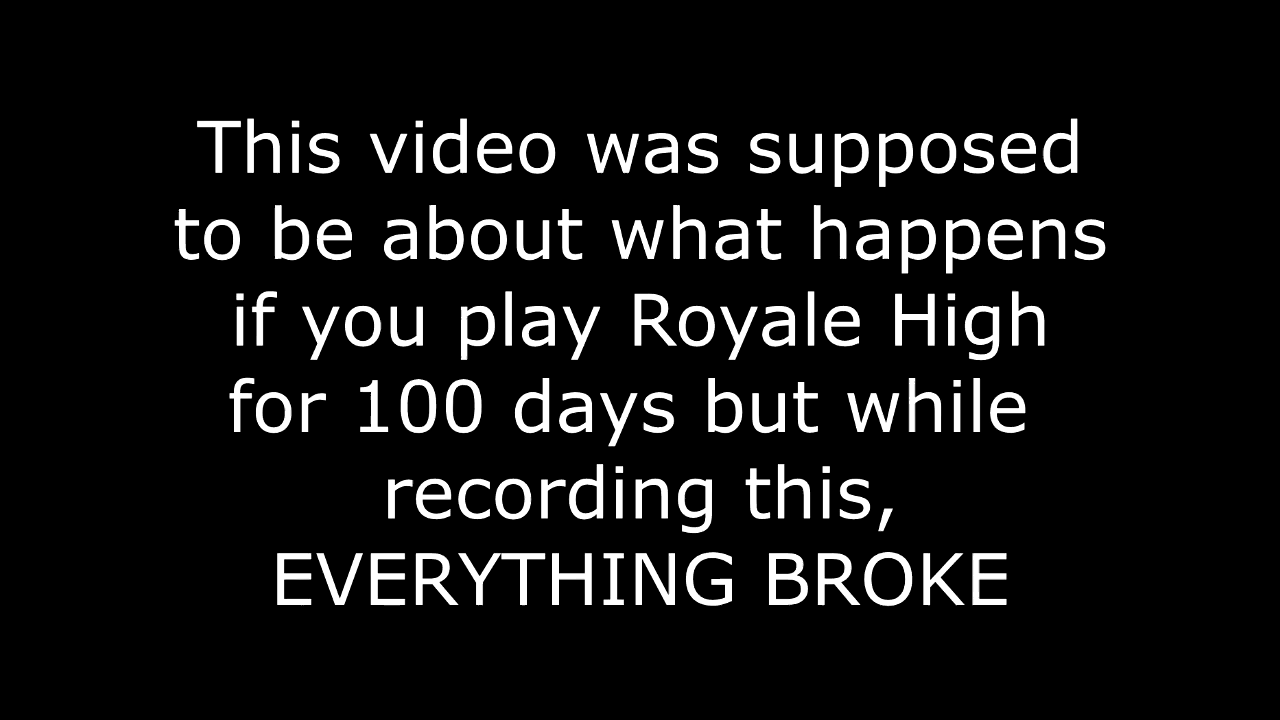 This video was supposed
to be about what happens
if you play Royale High
for 100 days but while
recording this,
EVERYTHING BROKE